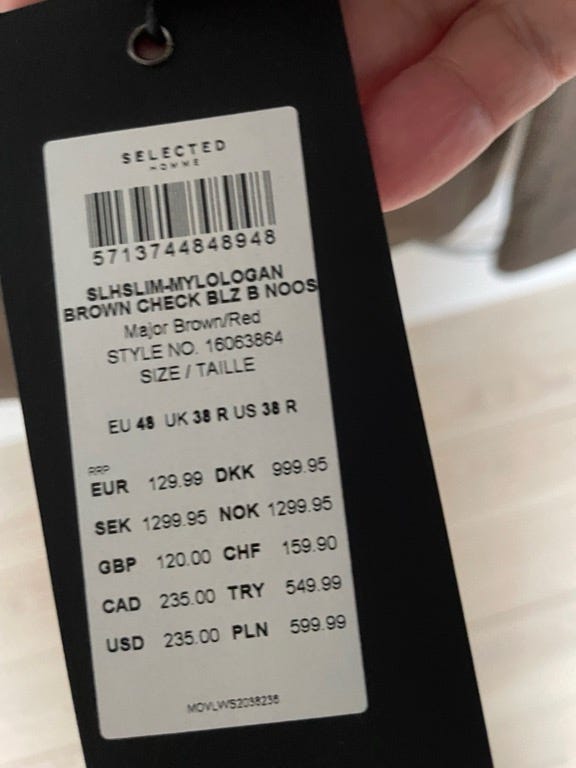 SELECTED
HOMME
5713744848948
SLHSLIM-MYLOLOGAN
BROWN CHECK BLZ B NOOS
Major Brown/Red
STYLE NO. 16063864
SIZE / TAILLE
EU 48 UK 38 R US 38 R
RRP
EUR 129.99 DKK 999.95
SEK 1299.95 NOK 1299.95
GBP 120.00 CHF 159.90
CAD 235.00 TRY 549.99
USD 235.00 PLN 599.99